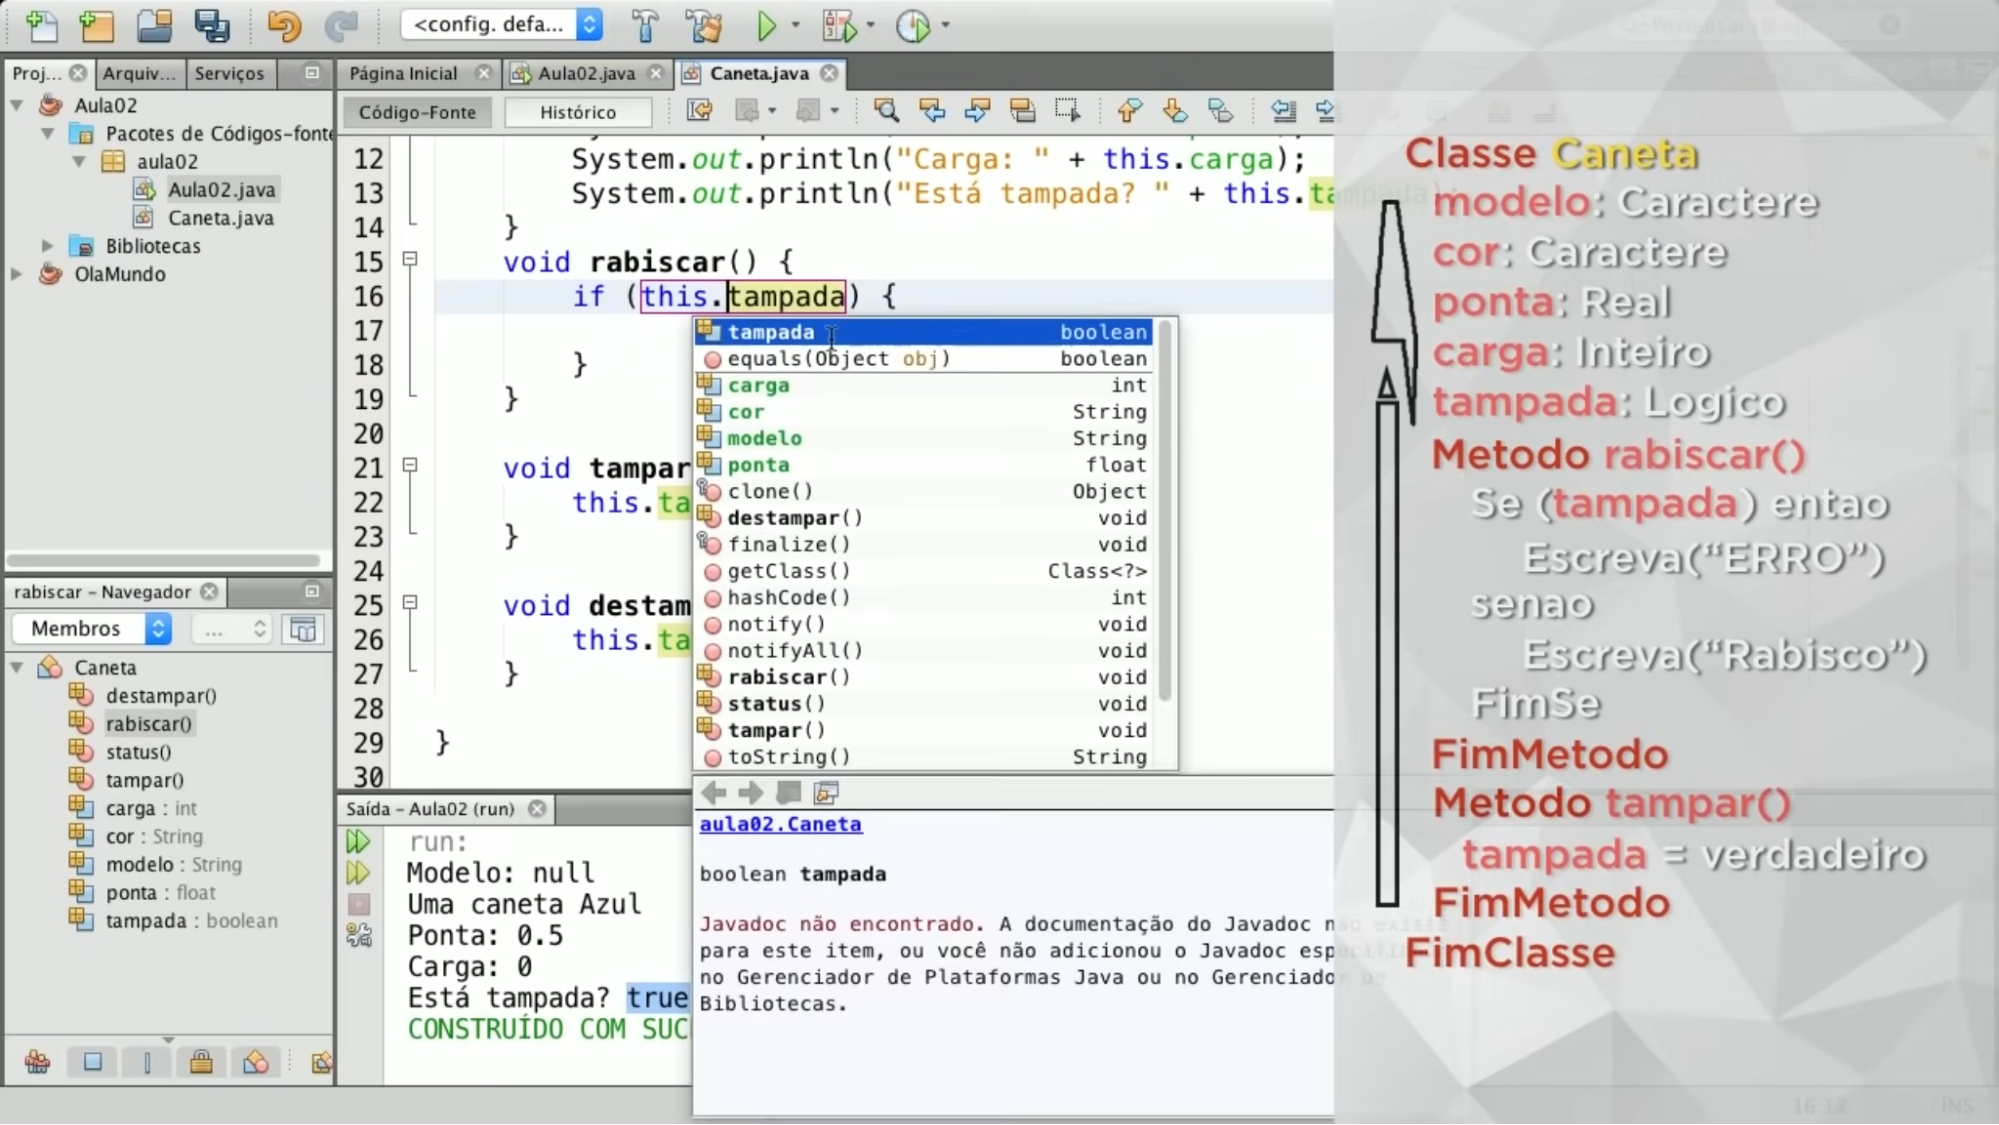 <config. defa...
Proj...
Arquiv...
Serviços
Página Inicial
Aula02.java
Caneta.java
Código-Fonte
Histórico
Aula02
Pacotes de Códigos-fonte
aula02
Aula02.java
Caneta.java
Bibliotecas
OlaMundo
12 System.out.println("Carga: " + this.carga);
13 System.out.println("Está tampada? " + this.tampada);
14 }
15 void rabiscar() {
16 if (this.tampada) {
17
18 }
19 }
20
21 void tampar
22 this.ta
23 }
24
25 void destam
26 this.ta
27 }
28
29 }
30
tampada boolean
equals(Object obj) boolean
carga int
cor String
modelo String
ponta float
clone() Object
destampar() void
finalize() void
getClass() Class<?>
hashCode() int
notify() void
notifyAll() void
rabiscar() void
status() void
tampar() void
toString() String
aula02.Caneta
boolean tampada
Javadoc não encontrado. A documentação do Javadoc não existe
para este item, ou você não adicionou o Javadoc especifi
no Gerenciador de Plataformas Java ou no Gerenciador de
Bibliotecas.
rabiscar - Navegador
Membros
...
Caneta
destampar()
rabiscar()
status()
tampar()
carga : int
cor : String
modelo : String
ponta : float
tampada : boolean
Saída - Aula02 (run)
run:
Modelo: null
Uma caneta Azul
Ponta: 0.5
Carga: 0
Está tampada? true
CONSTRUÍDO COM SUC
Classe Caneta
modelo: Caractere
cor: Caractere
ponta: Real
carga: Inteiro
tampada: Logico
Metodo rabiscar()
Se (tampada) entao
Escreva(“ERRO”)
senao
Escreva(“Rabisco”)
FimSe
FimMetodo
Metodo tampar()
tampada = verdadeiro
FimMetodo
FimClasse
INS